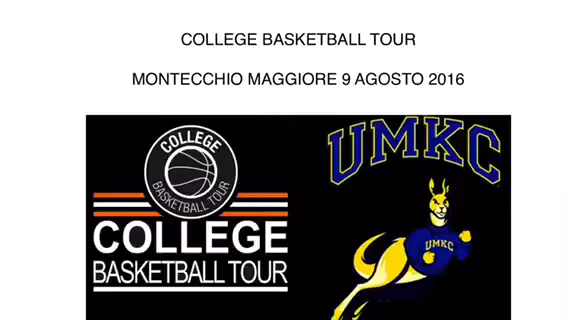 COLLEGE BASKETBALL TOUR
MONTECCHIO MAGGIORE 9 AGOSTO 2016
COLLEGE
BASKETBALL TOUR
COLLEGE
BASKETBALL TOUR
UMKC
UMKC